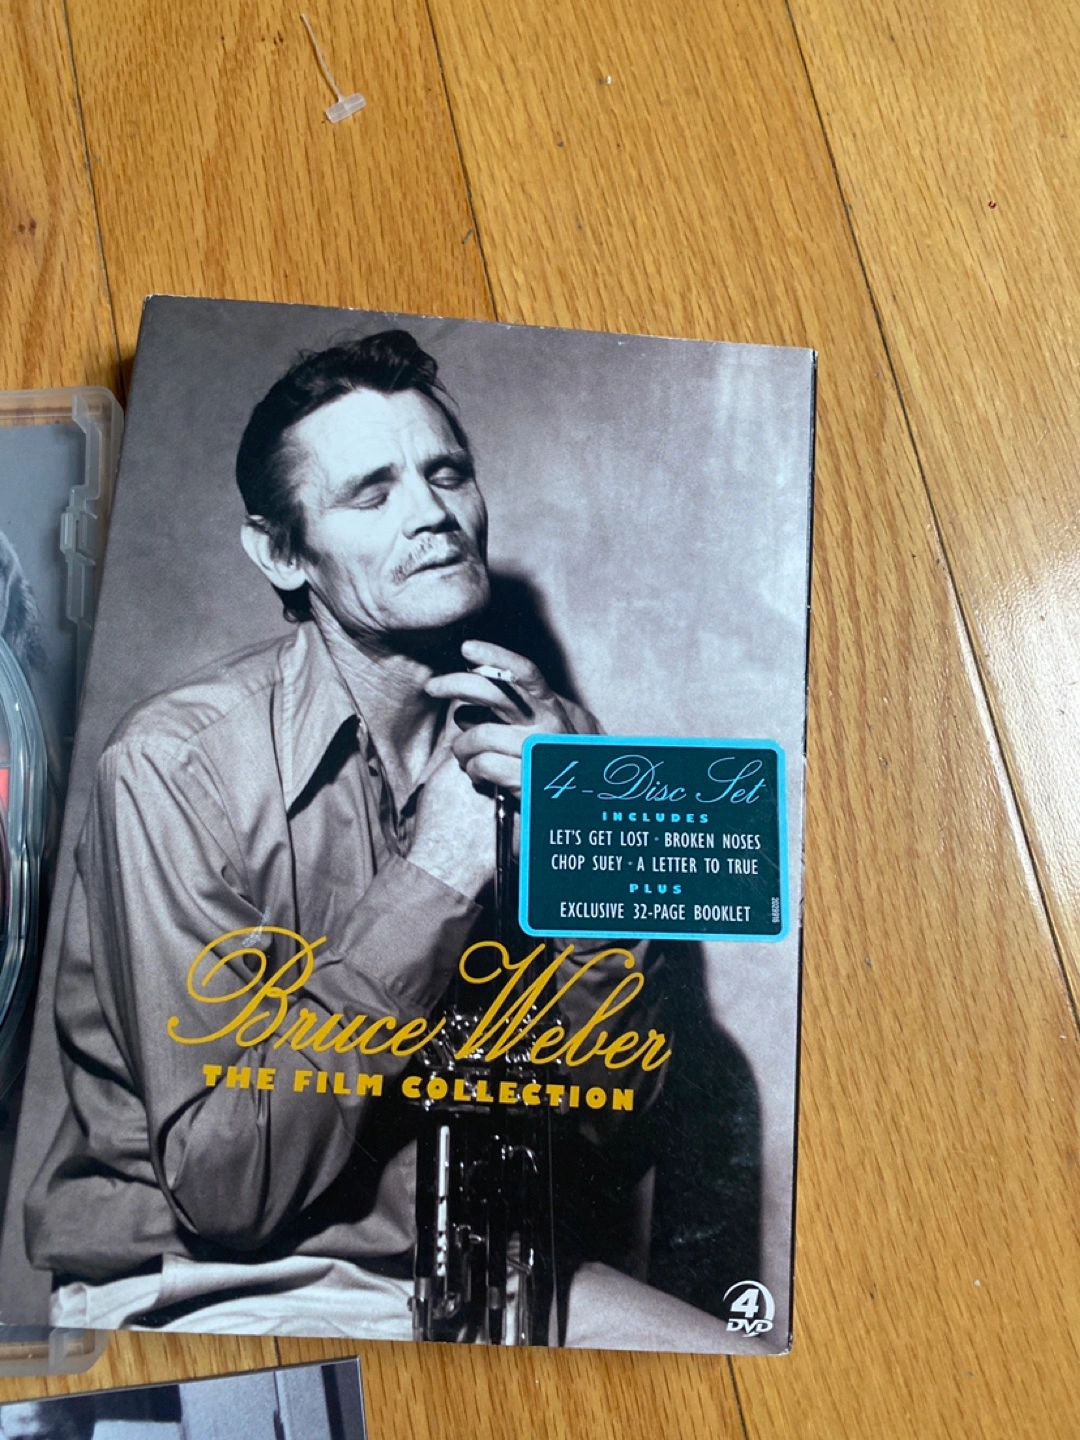 4-Disc Set
INCLUDES
LET'S GET LOST · BROKEN NOSES
CHOP SUEY · A LETTER TO TRUE
PLUS
EXCLUSIVE 32-PAGE BOOKLET
Bruce Weber
THE FILM COLLECTION
4
DVD